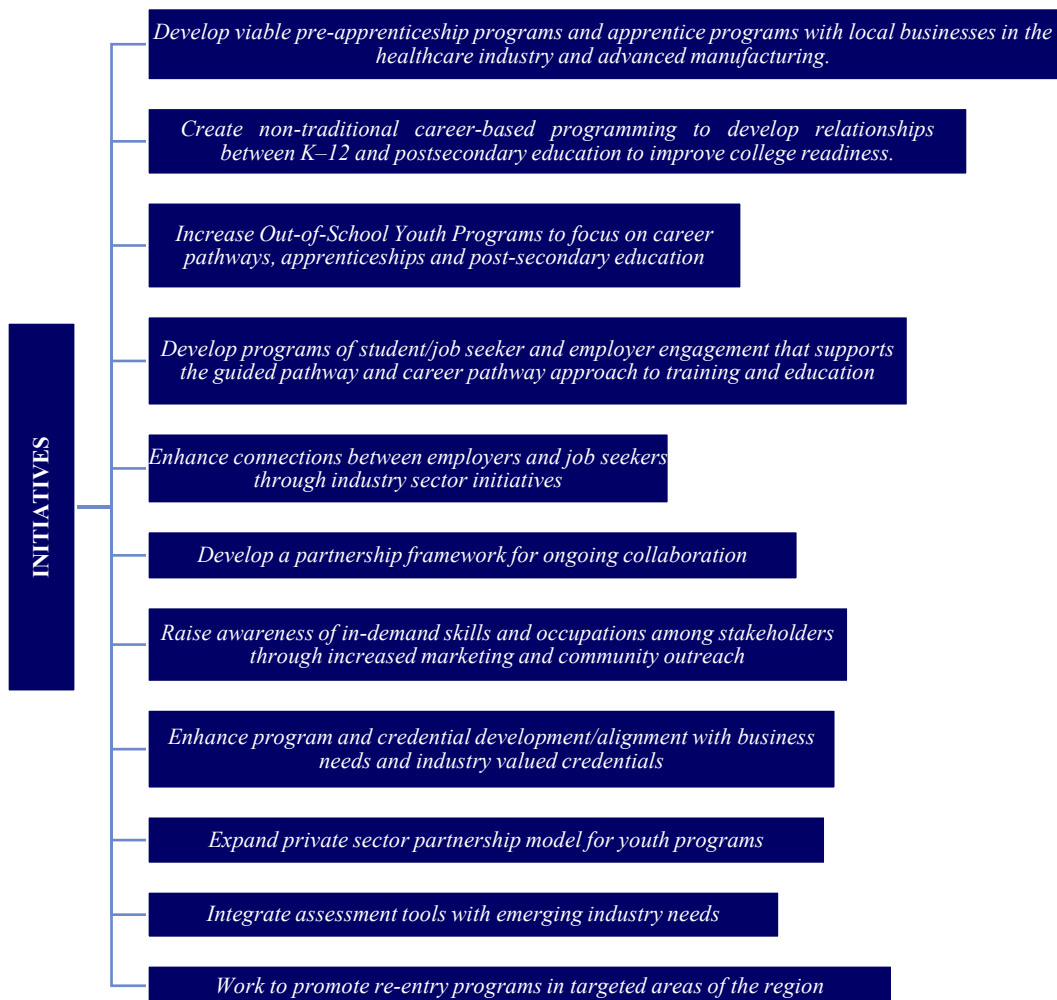 Develop viable pre-apprenticeship programs and apprentice programs with local businesses in the
healthcare industry and advanced manufacturing.
Create non-traditional career-based programming to develop relationships
between K–12 and postsecondary education to improve college readiness.
Increase Out-of-School Youth Programs to focus on career
pathways, apprenticeships and post-secondary education
Develop programs of student/job seeker and employer engagement that supports
the guided pathway and career pathway approach to training and education
INITIATIVES
Enhance connections between employers and job seekers
through industry sector initiatives
Develop a partnership framework for ongoing collaboration
Raise awareness of in-demand skills and occupations among stakeholders
through increased marketing and community outreach
Enhance program and credential development/alignment with business
needs and industry valued credentials
Expand private sector partnership model for youth programs
Integrate assessment tools with emerging industry needs
Work to promote re-entry programs in targeted areas of the region